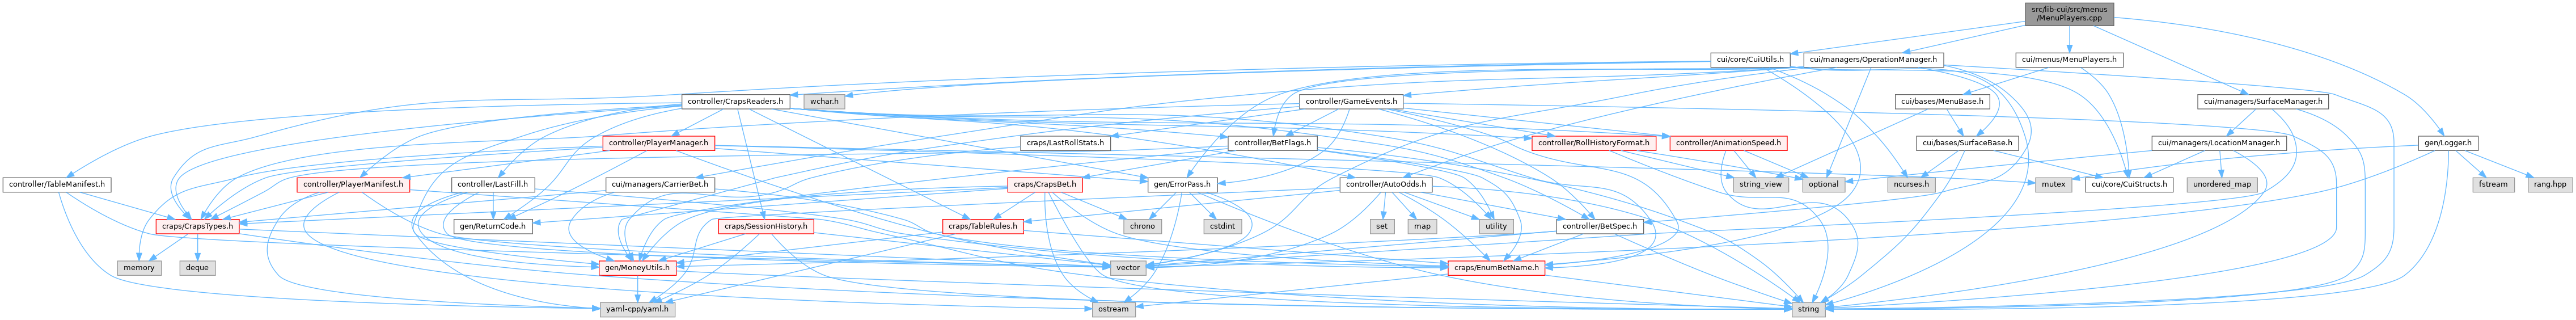 src/lib-cui/src/menus
/MenuPlayers.cpp
cui/core/CuiUtils.h
cui/managers/OperationManager.h
cui/menus/MenuPlayers.h
controller/CrapsReaders.h
wchar.h
controller/GameEvents.h
cui/bases/MenuBase.h
cui/managers/SurfaceManager.h
controller/PlayerManager.h
craps/LastRollStats.h
controller/BetFlags.h
controller/RollHistoryFormat.h
controller/AnimationSpeed.h
cui/bases/SurfaceBase.h
cui/managers/LocationManager.h
gen/Logger.h
controller/TableManifest.h
controller/PlayerManifest.h
controller/LastFill.h
cui/managers/CarrierBet.h
craps/CrapsBet.h
gen/ErrorPass.h
controller/AutoOdds.h
string_view
optional
ncurses.h
mutex
cui/core/CuiStructs.h
unordered_map
fstream
rang.hpp
craps/CrapsTypes.h
gen/ReturnCode.h
craps/SessionHistory.h
craps/TableRules.h
chrono
cstdint
set
map
utility
controller/BetSpec.h
memory
deque
gen/MoneyUtils.h
vector
craps/EnumBetName.h
yaml-cpp/yaml.h
ostream
string